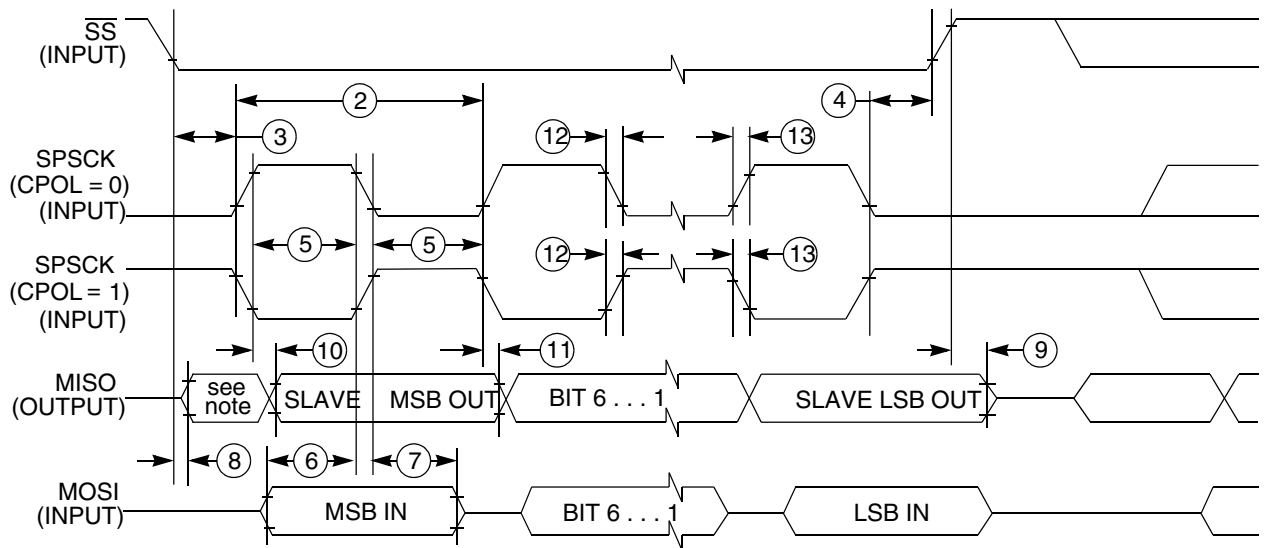 SS
(INPUT)
2
4
3
12
13
SPSCK
(CPOL = 0)
(INPUT)
5
5
SPSCK
(CPOL = 1)
(INPUT)
12
13
10
11
9
MISO
(OUTPUT)
see
note
SLAVE MSB OUT
BIT 6 . . . 1
SLAVE LSB OUT
8
6
7
MOSI
(INPUT)
MSB IN
BIT 6 . . . 1
LSB IN